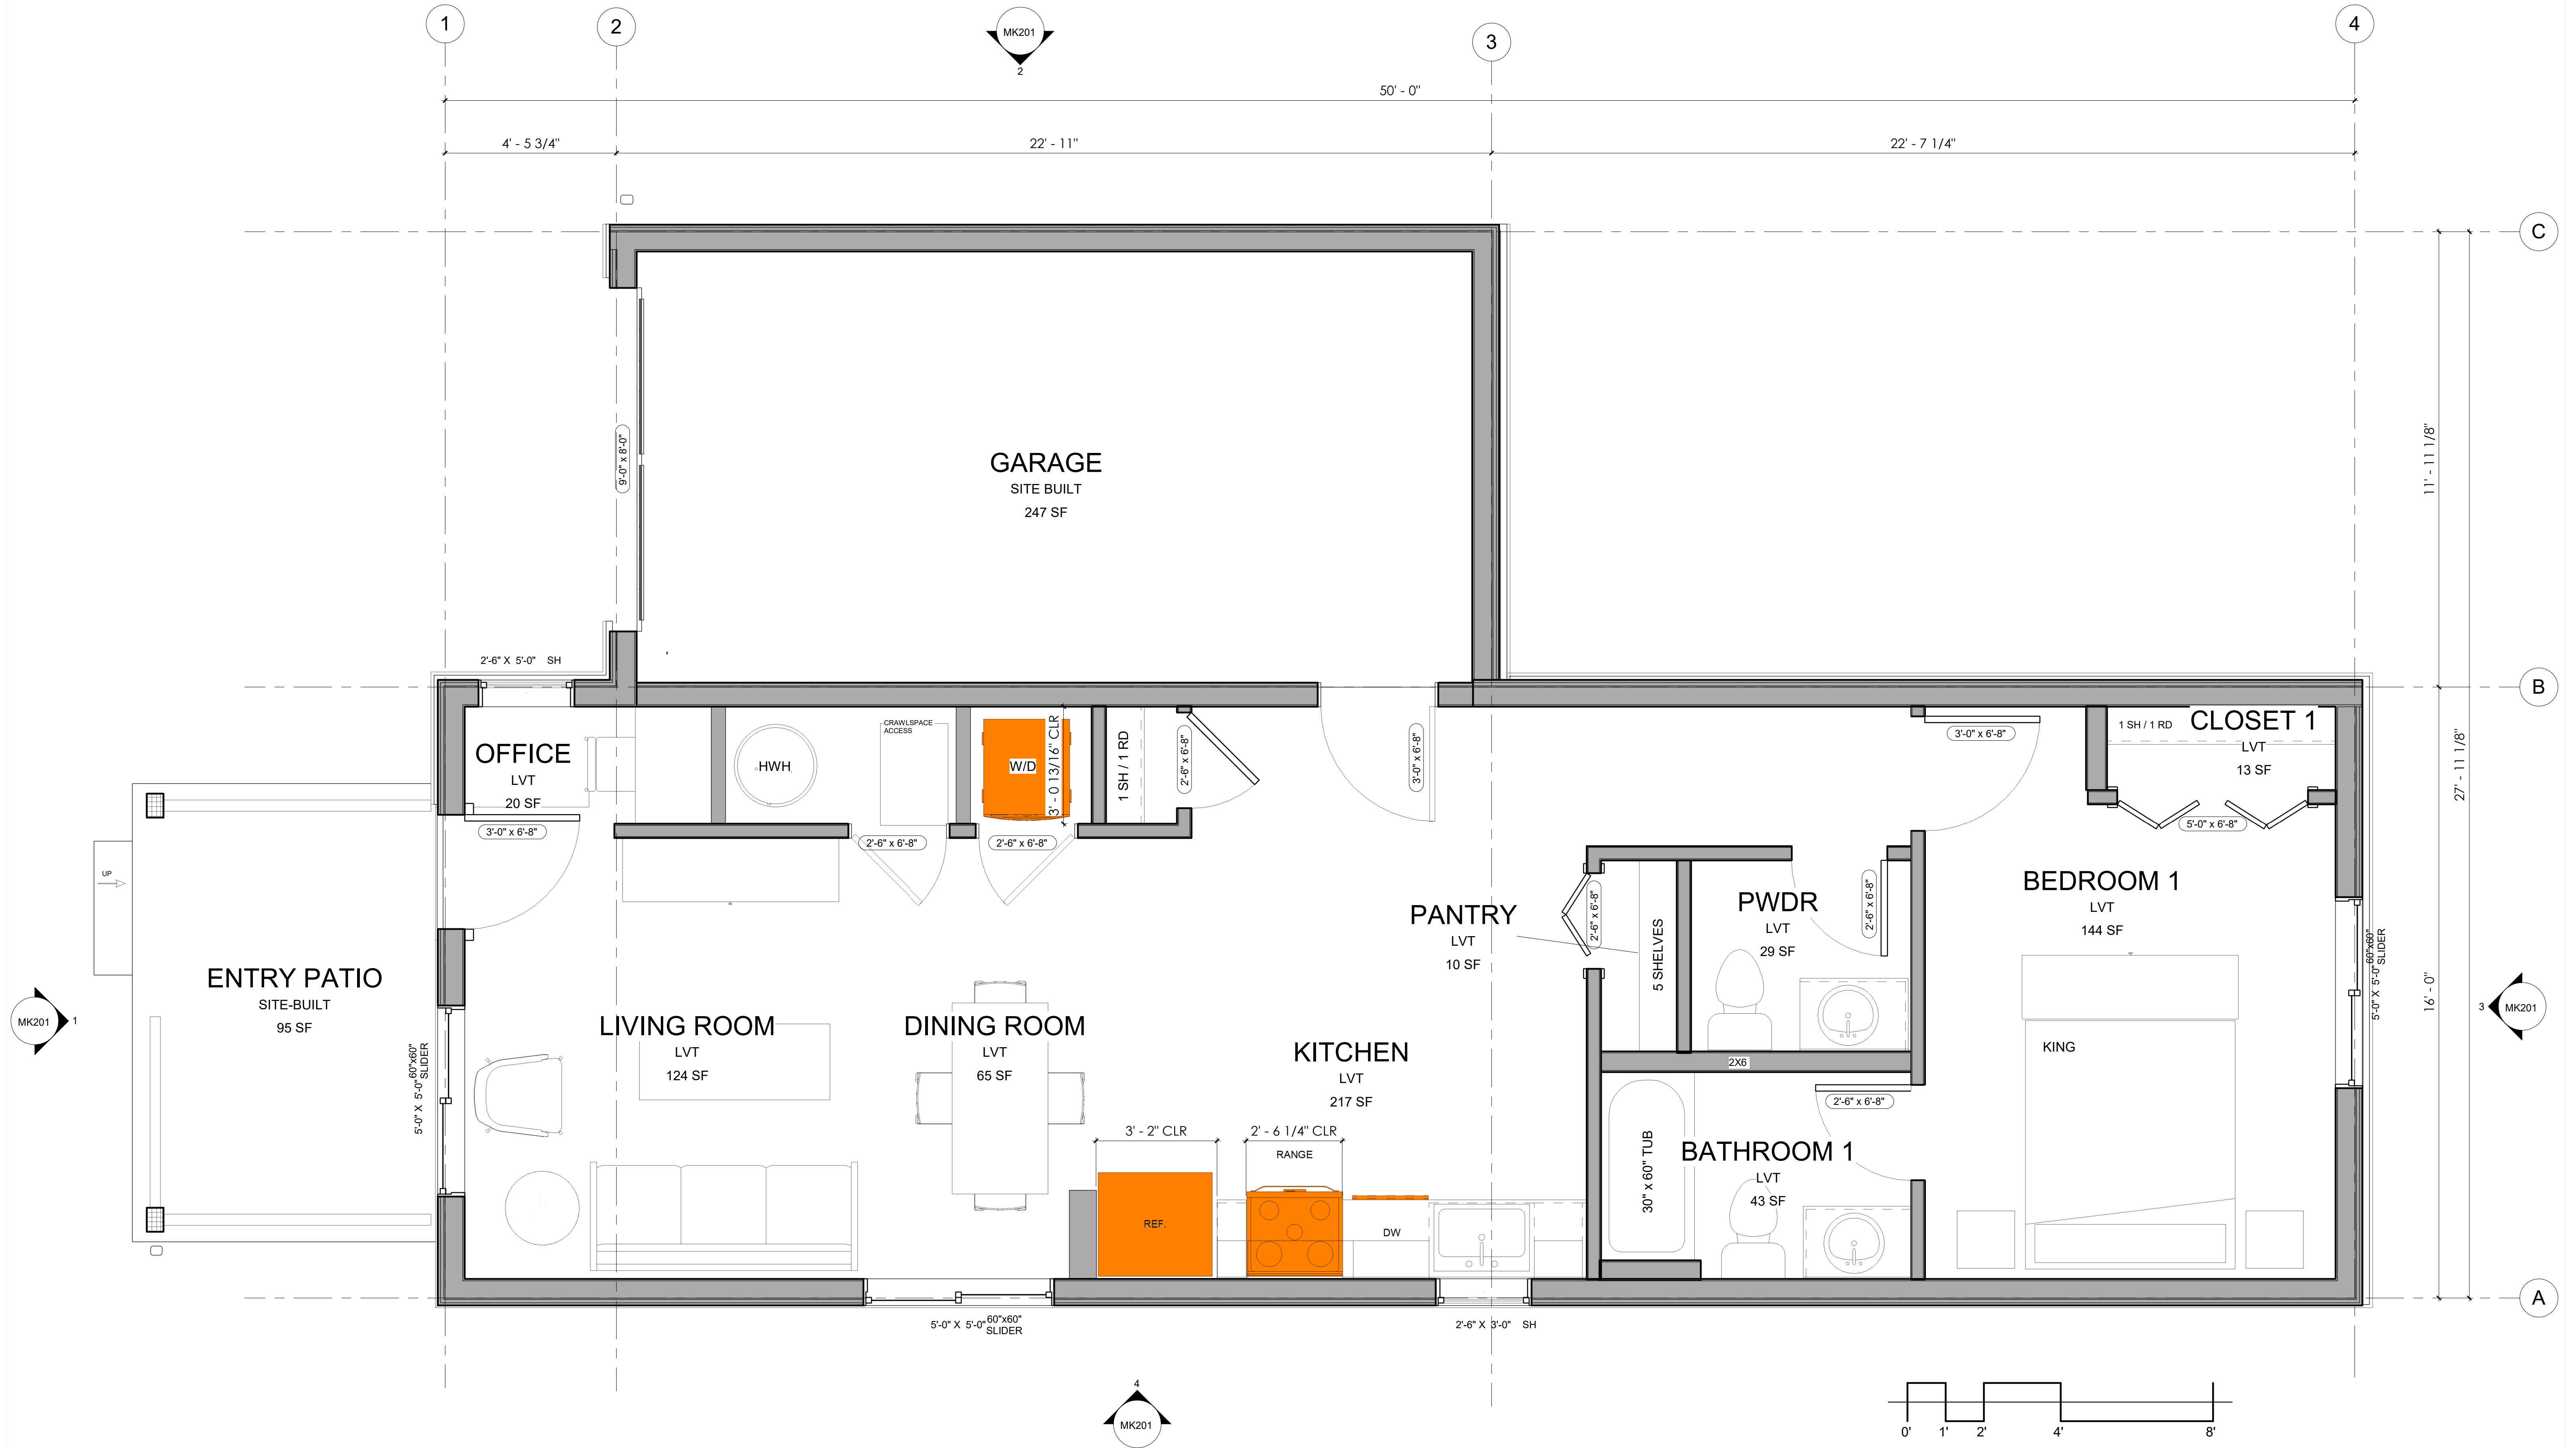 1
2
3
4
MK201
2
50' - 0"
4' - 5 3/4"
22' - 11"
22' - 7 1/4"
C
9'-0" x 8'-0"
GARAGE
SITE BUILT
247 SF
11' - 11 1/8"
27' - 11 1/8"
2'-6" X 5'-0" SH
B
OFFICE
LVT
20 SF
3'-0" x 6'-8"
HWH
CRAWLSPACE
ACCESS
W/D
3' - 0 13/16" CLR
1 SH / 1 RD
2'-6" x 6'-8"
3'-0" x 6'-8"
2'-6" x 6'-8"
2'-6" x 6'-8"
3'-0" x 6'-8"
1 SH / 1 RD
CLOSET 1
LVT
13 SF
5'-0" x 6'-8"
UP
ENTRY PATIO
SITE-BUILT
95 SF
MK201
1
5'-0" X 5'-0"
60"x60"
SLIDER
LIVING ROOM
LVT
124 SF
DINING ROOM
LVT
65 SF
KITCHEN
LVT
217 SF
PANTRY
LVT
10 SF
2'-6" x 6'-8"
5 SHELVES
PWDR
LVT
29 SF
2'-6" x 6'-8"
2X6
BEDROOM 1
LVT
144 SF
KING
5'-0" X 5'-0"
60"x60"
SLIDER
16' - 0"
3
MK201
2'-6" x 6'-8"
BATHROOM 1
LVT
43 SF
30" x 60" TUB
3' - 2" CLR
2' - 6 1/4" CLR
RANGE
REF.
DW
A
5'-0" X 5'-0"
60"x60"
SLIDER
2'-6" X 3'-0" SH
4
MK201
0'
1'
2'
4'
8'